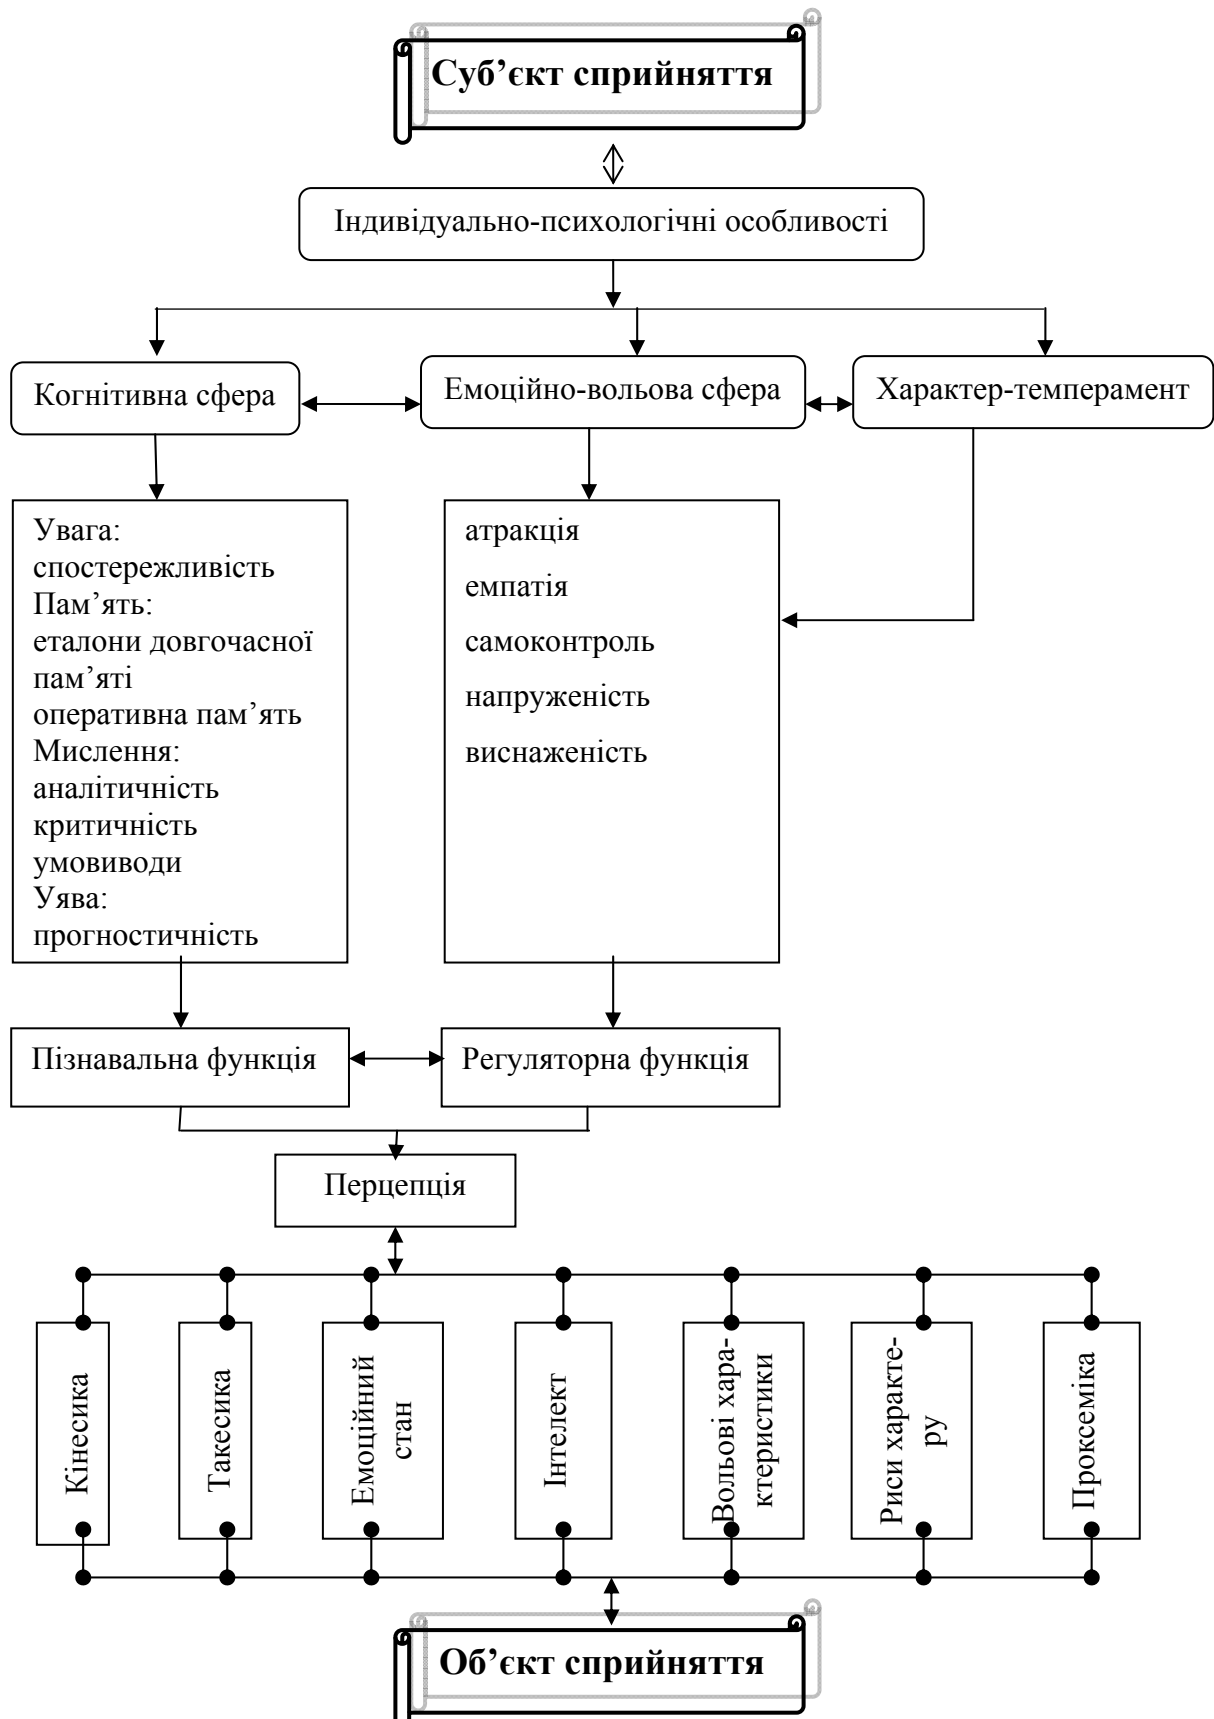 Суб’єкт сприйняття
Індивідуально-психологічні особливості
Когнітивна сфера
Емоційно-вольова сфера
Характер-темперамент
Увага:
спостережливість
Пам’ять:
еталони довгочасної
пам’яті
оперативна пам’ять
Мислення:
аналітичність
критичність
умовиводи
Уява:
прогностичність
атракція
емпатія
самоконтроль
напруженість
виснаженість
Пізнавальна функція
Регуляторна функція
Перцепція
Кінесика
Такесика
Емоційний
стан
Інтелект
Вольові хара-
ктеристики
Риси характе-
ру
Проксеміка
Об’єкт сприйняття